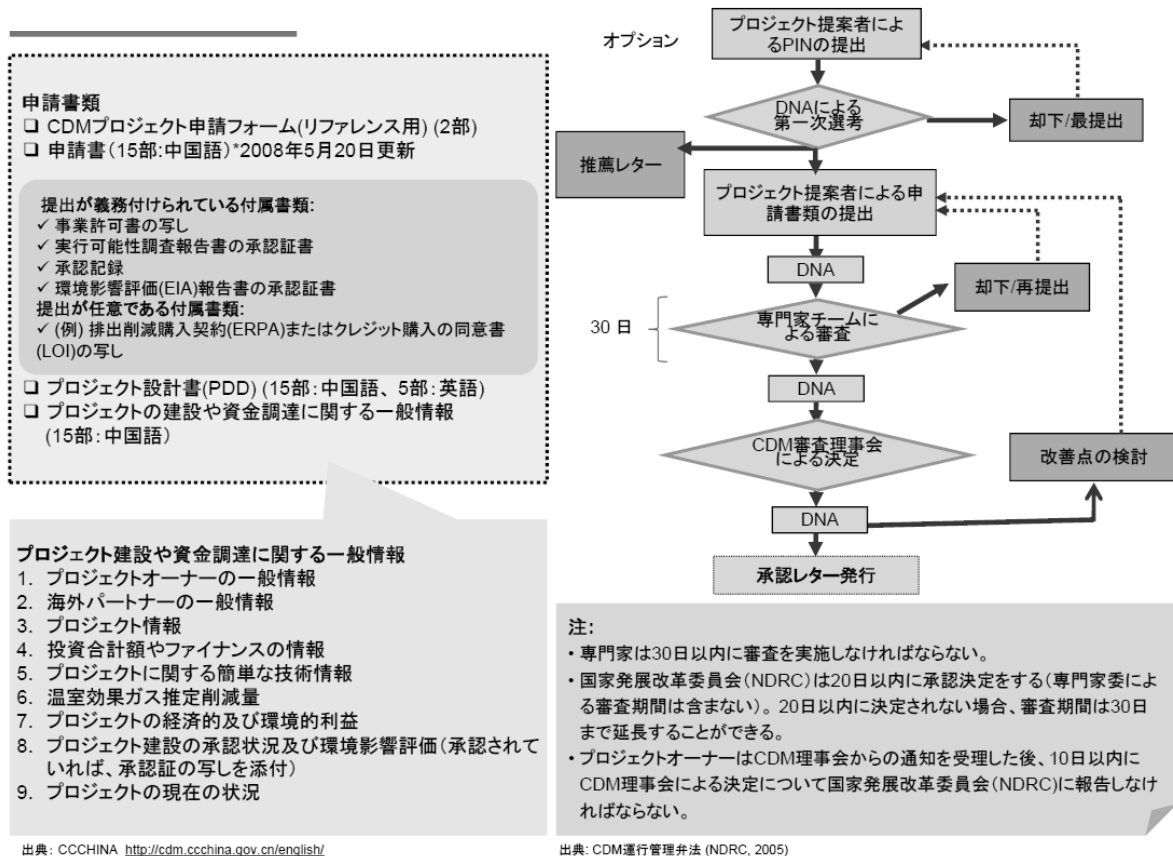 申請書類
❑ CDMプロジェクト申請フォーム(リファレンス用) (2部)
❑ 申請書(15部:中国語)*2008年5月20日更新
提出が義務付けられている付属書類:
✓ 事業許可書の写し
✓ 実行可能性調査報告書の承認証書
✓ 承認記録
✓ 環境影響評価(EIA)報告書の承認証書
提出が任意である付属書類:
✓ (例) 排出削減購入契約(ERPA)またはクレジット購入の同意書
(LOI)の写し
❑ プロジェクト設計書(PDD) (15部:中国語、5部:英語)
❑ プロジェクトの建設や資金調達に関する一般情報
(15部:中国語)
プロジェクト建設や資金調達に関する一般情報
1. プロジェクトオーナーの一般情報
2. 海外パートナーの一般情報
3. プロジェクト情報
4. 投資合計額やファイナンスの情報
5. プロジェクトに関する簡単な技術情報
6. 温室効果ガス推定削減量
7. プロジェクトの経済的及び環境的利益
8. プロジェクト建設の承認状況及び環境影響評価(承認されて
いれば、承認証の写しを添付)
9. プロジェクトの現在の状況
出典: CCCHINA http://cdm.ccchina.gov.cn/english/
オプション
プロジェクト提案者によ
るPINの提出
DNAによる
第一次選考
却下/最提出
推薦レター
プロジェクト提案者による申
請書類の提出
DNA
却下/再提出
30 日
専門家チームに
よる審査
DNA
CDM審査理事会
による決定
改善点の検討
DNA
承認レター発行
注:
・専門家は30日以内に審査を実施しなければならない。
・国家発展改革委員会(NDRC)は20日以内に承認決定をする(専門家委によ
る審査期間は含まない)。20日以内に決定されない場合、審査期間は30日
まで延長することができる。
・プロジェクトオーナーはCDM理事会からの通知を受理した後、10日以内に
CDM理事会による決定について国家発展改革委員会(NDRC)に報告しなけ
ればならない。
出典: CDM運行管理弁法 (NDRC, 2005)